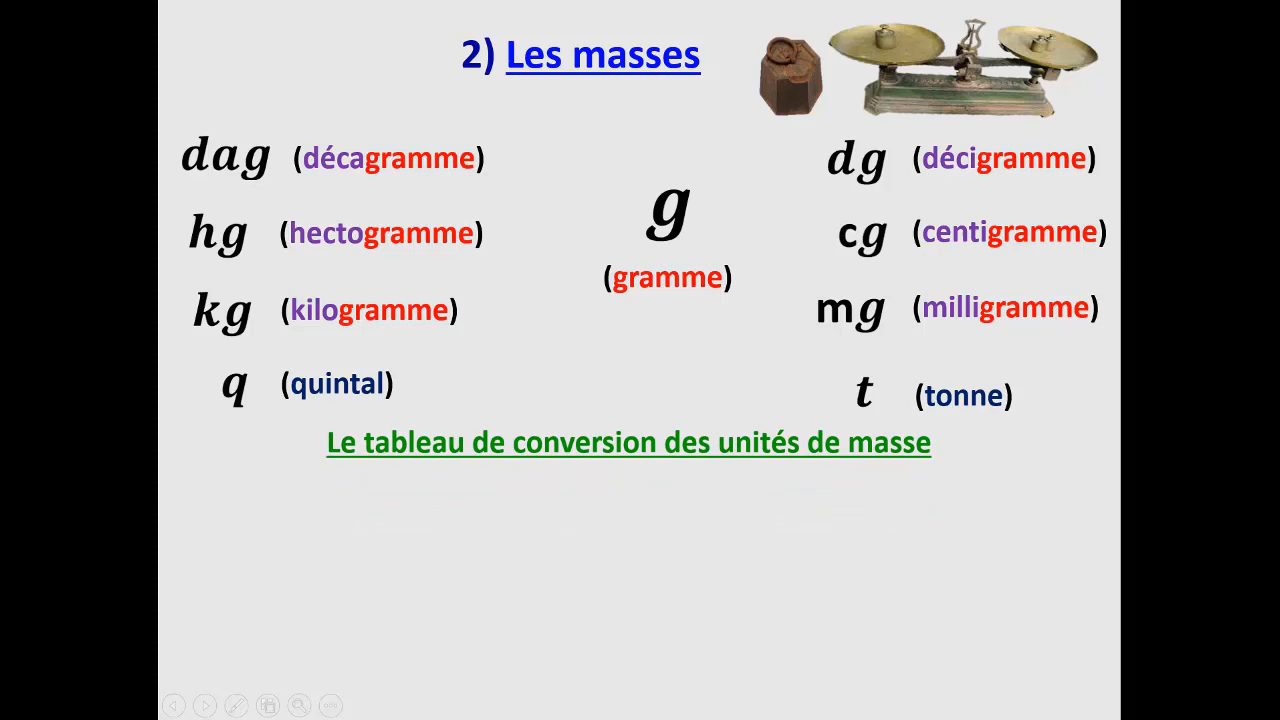 2) Les masses
dag (décagramme)
hg (hectogramme)
kg (kilogramme)
q (quintal)
g
(gramme)
dg (décigramme)
cg (centigramme)
mg (milligramme)
t (tonne)
Le tableau de conversion des unités de masse